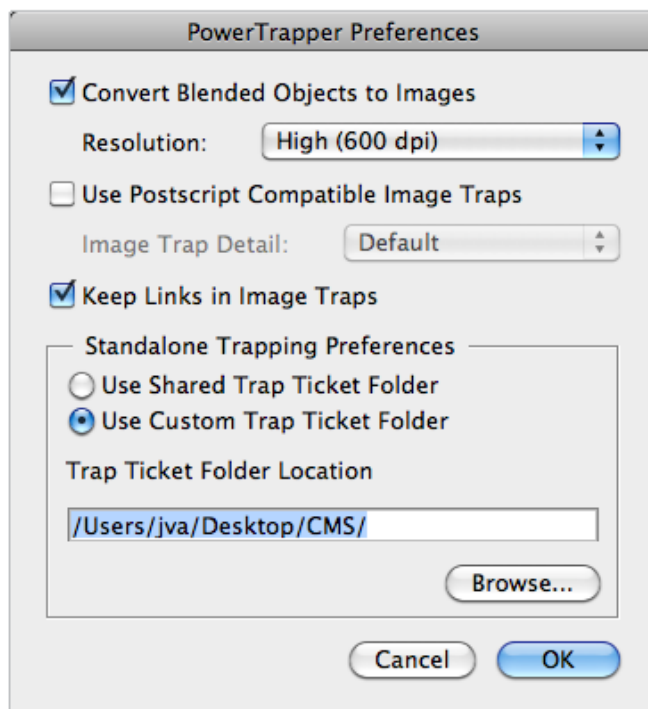 PowerTrapper Preferences
Convert Blended Objects to Images
Resolution: High (600 dpi)
Use Postscript Compatible Image Traps
Image Trap Detail: Default
Keep Links in Image Traps
Standalone Trapping Preferences
Use Shared Trap Ticket Folder
Use Custom Trap Ticket Folder
Trap Ticket Folder Location
/Users/jva/Desktop/CMS/
Browse...
Cancel OK